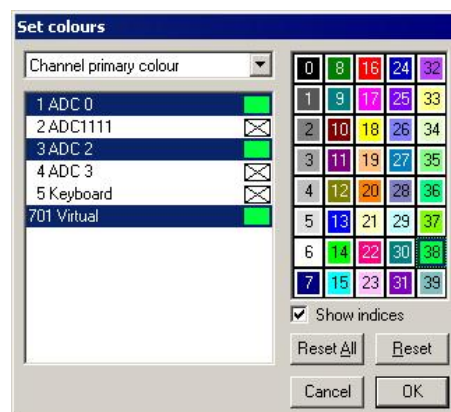 Set colours
Channel primary colour
1 ADC 0
2 ADC1111
3 ADC 2
4 ADC 3
5 Keyboard
701 Virtual
0 8 16 24 32
1 9 17 25 33
2 10 18 26 34
3 11 19 27 35
4 12 20 28 36
5 13 21 29 37
6 14 22 30 38
7 15 23 31 39
Show indices
Reset All Reset
Cancel OK